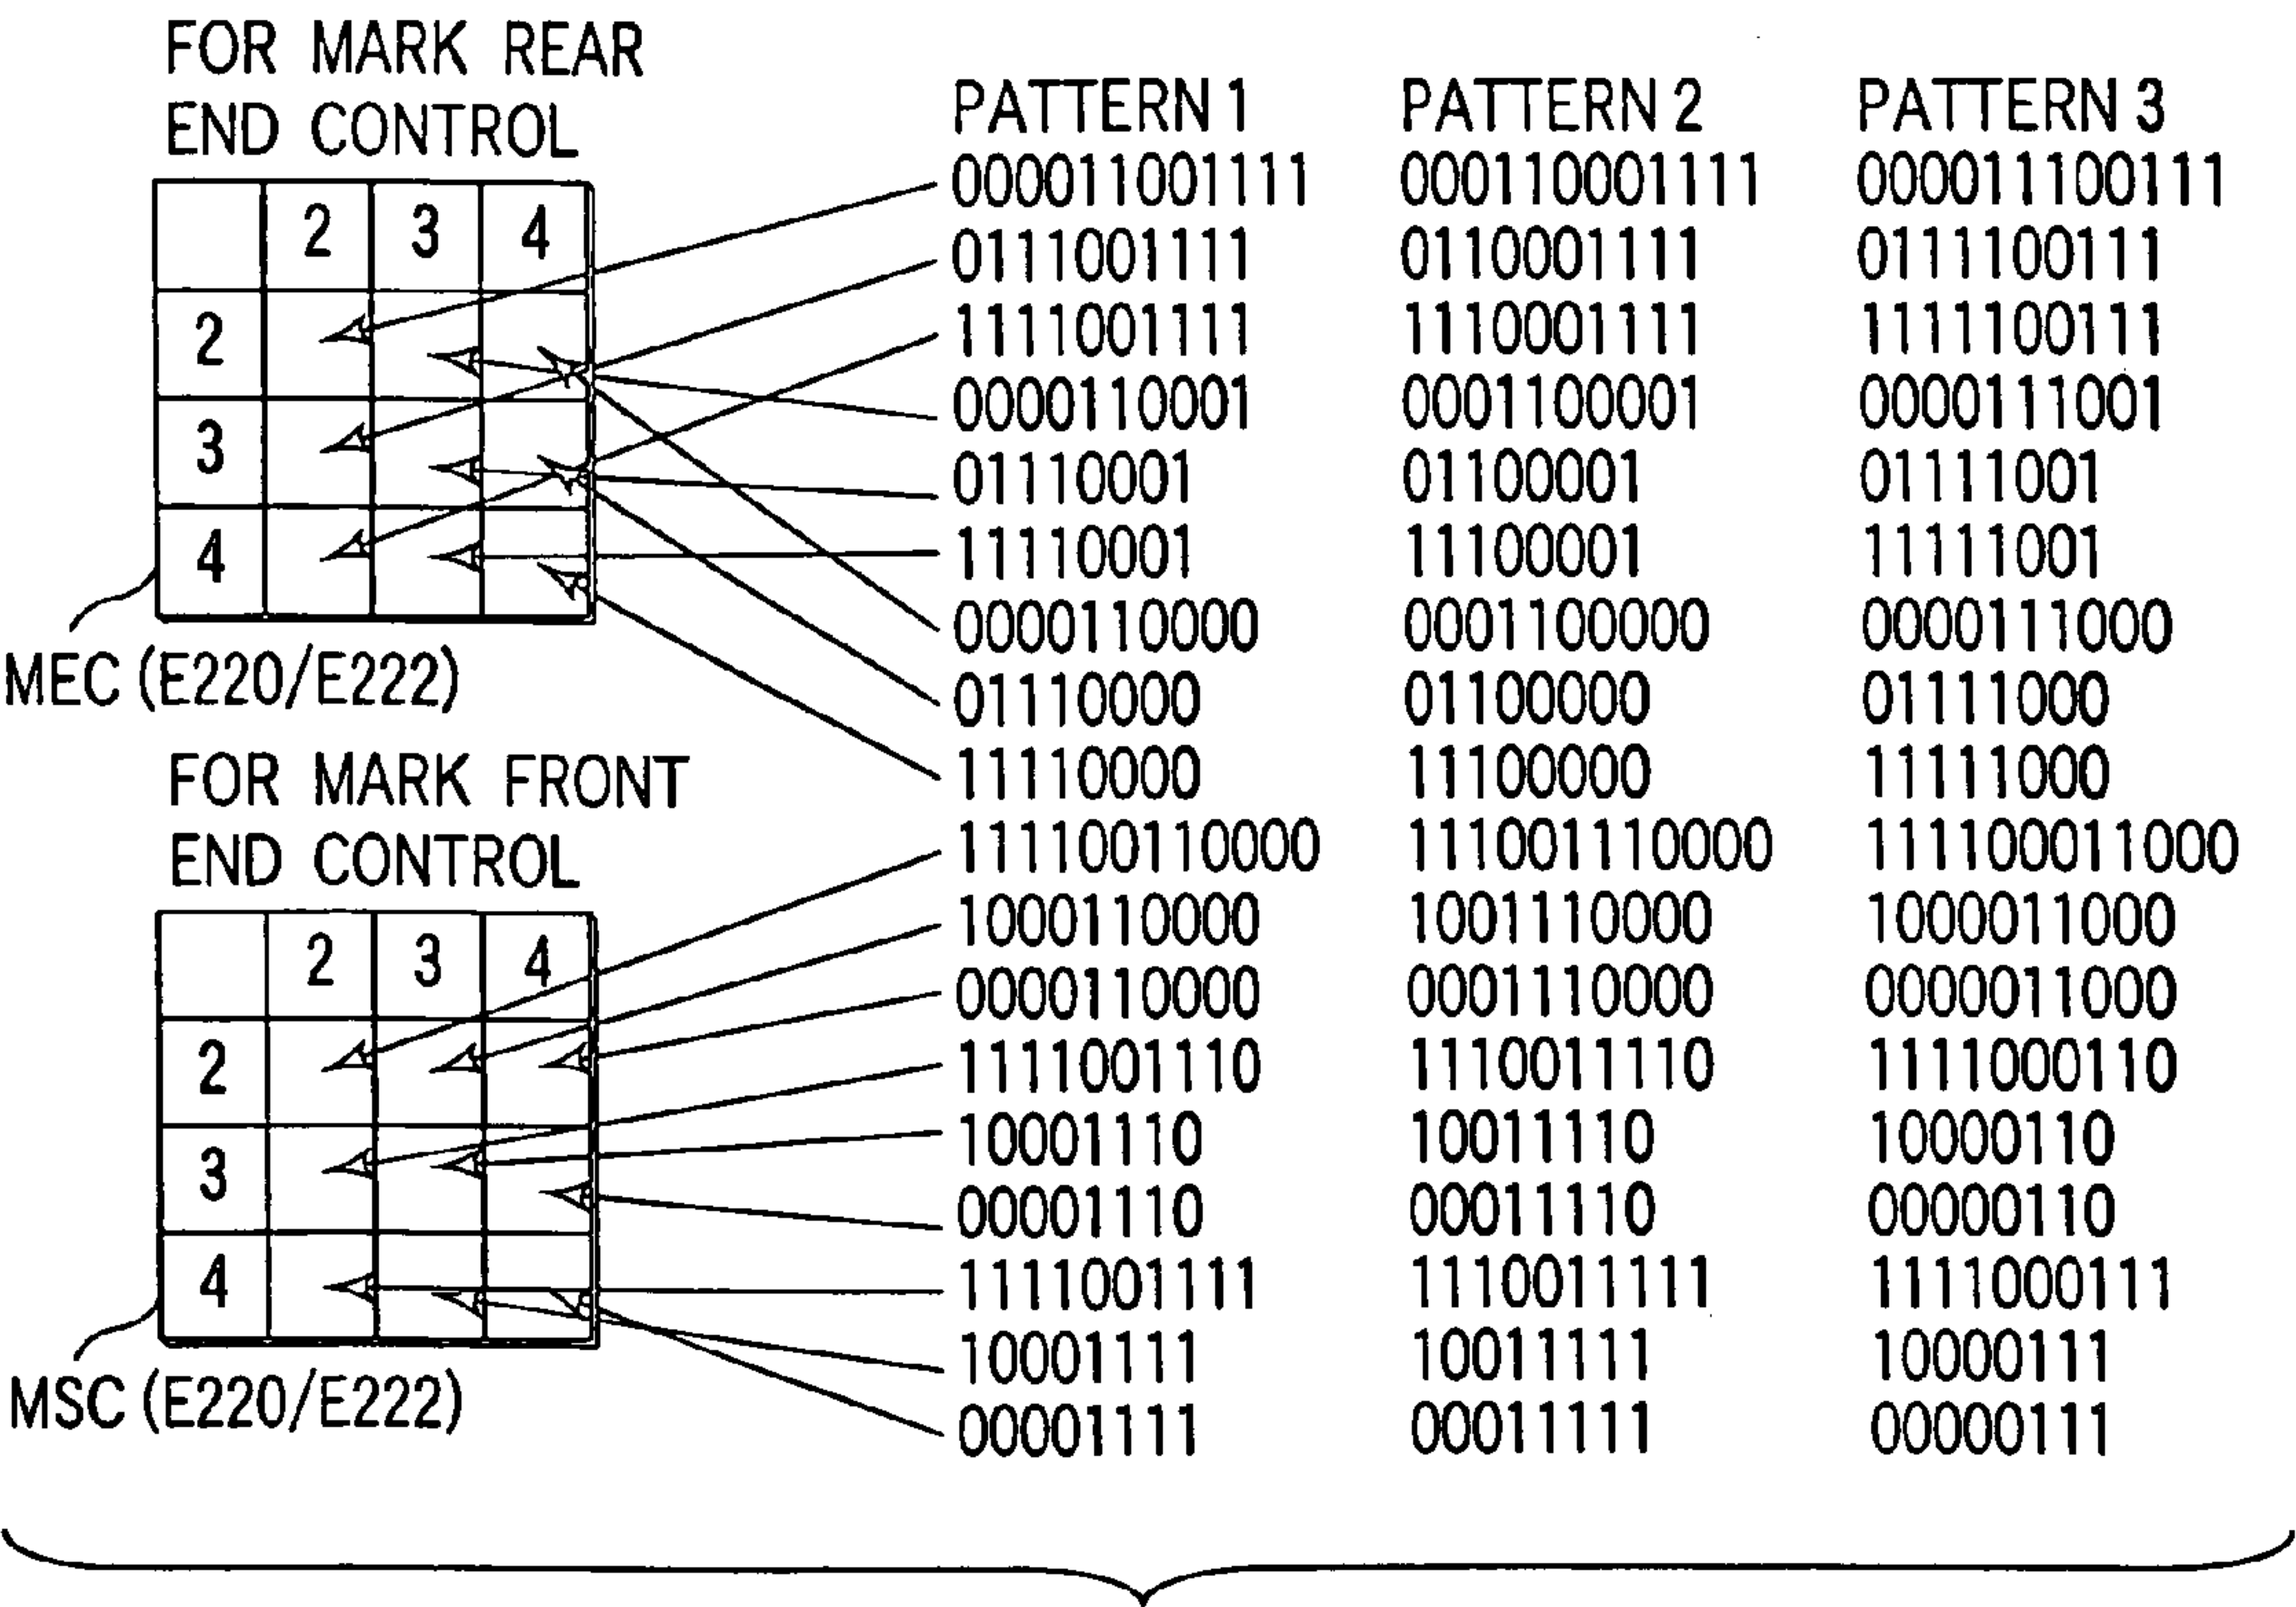 FOR MARK REAR
END CONTROL
2 3 4
2
3
4
MEC (E220/E222)
FOR MARK FRONT
END CONTROL
2 3 4
2
3
4
MSC (E220/E222)
PATTERN 1 PATTERN 2 PATTERN 3
000011001111 000110001111 000011100111
0111001111 0110001111 0111100111
1111001111 1110001111 1111100111
0000110001 0001100001 0000111001
01110001 01100001 01111001
11110001 11100001 11111001
0000110000 0001100000 0000111000
01110000 01100000 01111000
11110000 11100000 11111000
111100110000 111001110000 111100011000
1000110000 1001110000 1000011000
0000110000 0001110000 0000011000
1111001110 1110011110 1111000110
10001110 10011110 10000110
00001110 00011110 00000110
1111001111 1110011111 1111000111
10001111 10011111 10000111
00001111 00011111 00000111